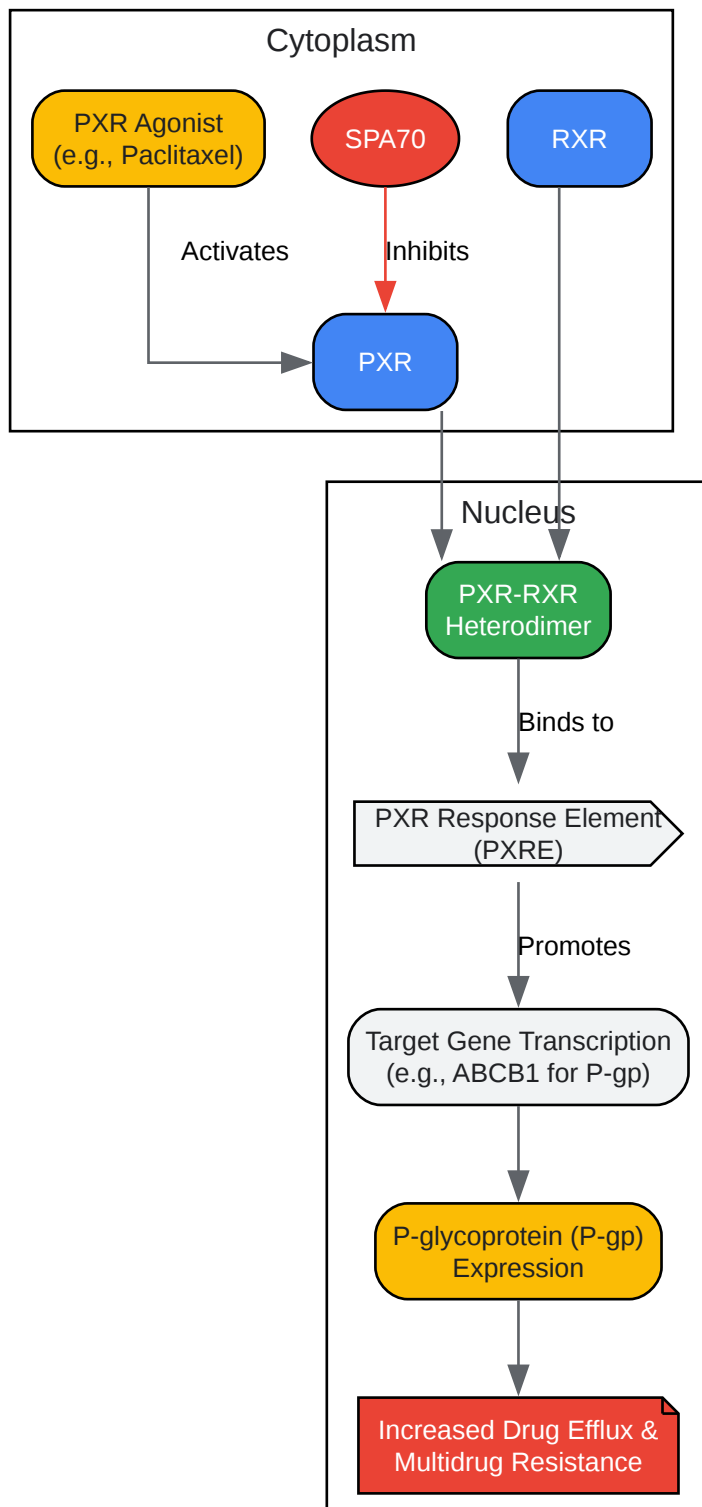 Cytoplasm
PXR Agonist
(e.g., Paclitaxel)
SPA70
RXR
Activates
Inhibits
PXR
Nucleus
PXR-RXR
Heterodimer
Binds to
PXR Response Element
(PXRE)
Promotes
Target Gene Transcription
(e.g., ABCB1 for P-gp)
P-glycoprotein (P-gp)
Expression
Increased Drug Efflux &
Multidrug Resistance